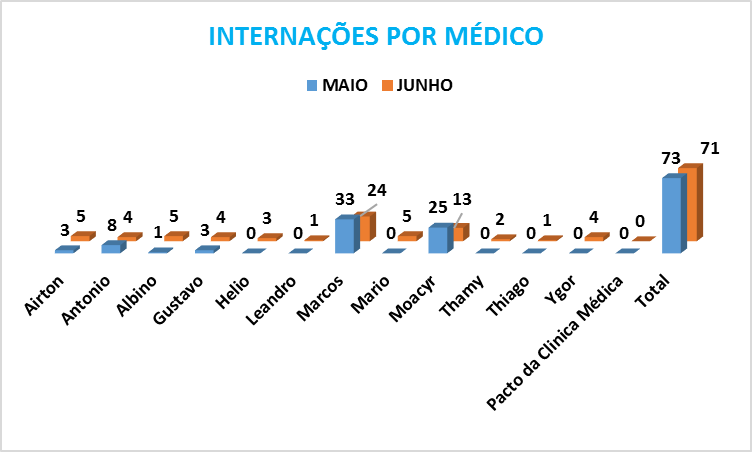 INTERNAÇÕES POR MÉDICO
MAIO JUNHO
3 5 8 4 1 5 3 4 0 3 0 1 33 24 0 5 25 13 0 2 0 1 0 4 0 0 73 71
Airton
Antonio
Albino
Gustavo
Helio
Leandro
Marcos
Mario
Moacyr
Thamy
Thiago
Ygor
Pacto da Clinica Médica
Total